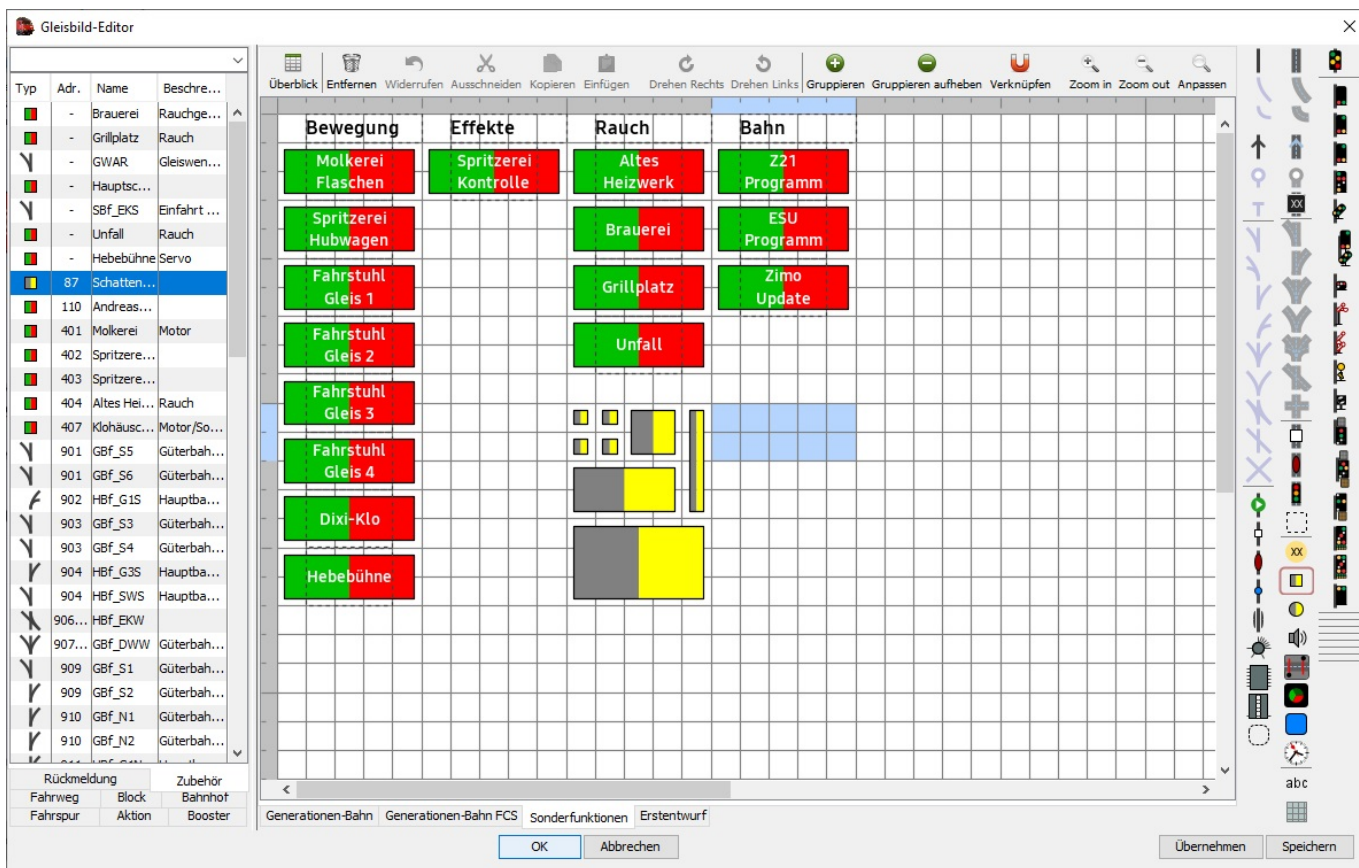 Gleisbild-Editor
Überblick Entfernen Widerrufen Ausschneiden Kopieren Einfügen Drehen Rechts Drehen Links Gruppieren Gruppieren aufheben Verknüpfen Zoom in Zoom out Anpassen
Typ Adr. Name Beschre...
- Brauerei Rauchge...
- Grillplatz Rauch
- GWAR Gleiswen...
- Hauptsc...
- SBf_EKS Einfahrt ...
- Unfall Rauch
- Hebebühne Servo
87 Schatten...
110 Andreas...
401 Molkerei Motor
402 Spritzere...
403 Spritzere...
404 Altes Hei... Rauch
407 Klohäusc... Motor/So...
901 GBf_S5 Güterbah...
901 GBf_S6 Güterbah...
902 HBf_G1S Hauptba...
903 GBf_S3 Güterbah...
903 GBf_S4 Güterbah...
904 HBf_G3S Hauptba...
904 HBf_SWS Hauptba...
906... HBf_EKW
907... GBf_DWW Güterbah...
909 GBf_S1 Güterbah...
909 GBf_S2 Güterbah...
910 GBf_N1 Güterbah...
910 GBf_N2 Güterbah...
Rückmeldung Zubehör
Fahrweg Block Bahnhof
Fahrspur Aktion Booster
Bewegung Effekte Rauch Bahn
Molkerei
Flaschen
Spritzerei
Kontrolle
Altes
Heizwerk
Z21
Programm
Spritzerei
Hubwagen
Brauerei
ESU
Programm
Fahrstuhl
Gleis 1
Grillplatz
Zimo
Update
Fahrstuhl
Gleis 2
Unfall
Fahrstuhl
Gleis 3
Fahrstuhl
Gleis 4
Dixi-Klo
Hebebühne
XX
XX
abc
Generationen-Bahn Generationen-Bahn FCS Sonderfunktionen Erstentwurf
OK Abbrechen Übernehmen Speichern